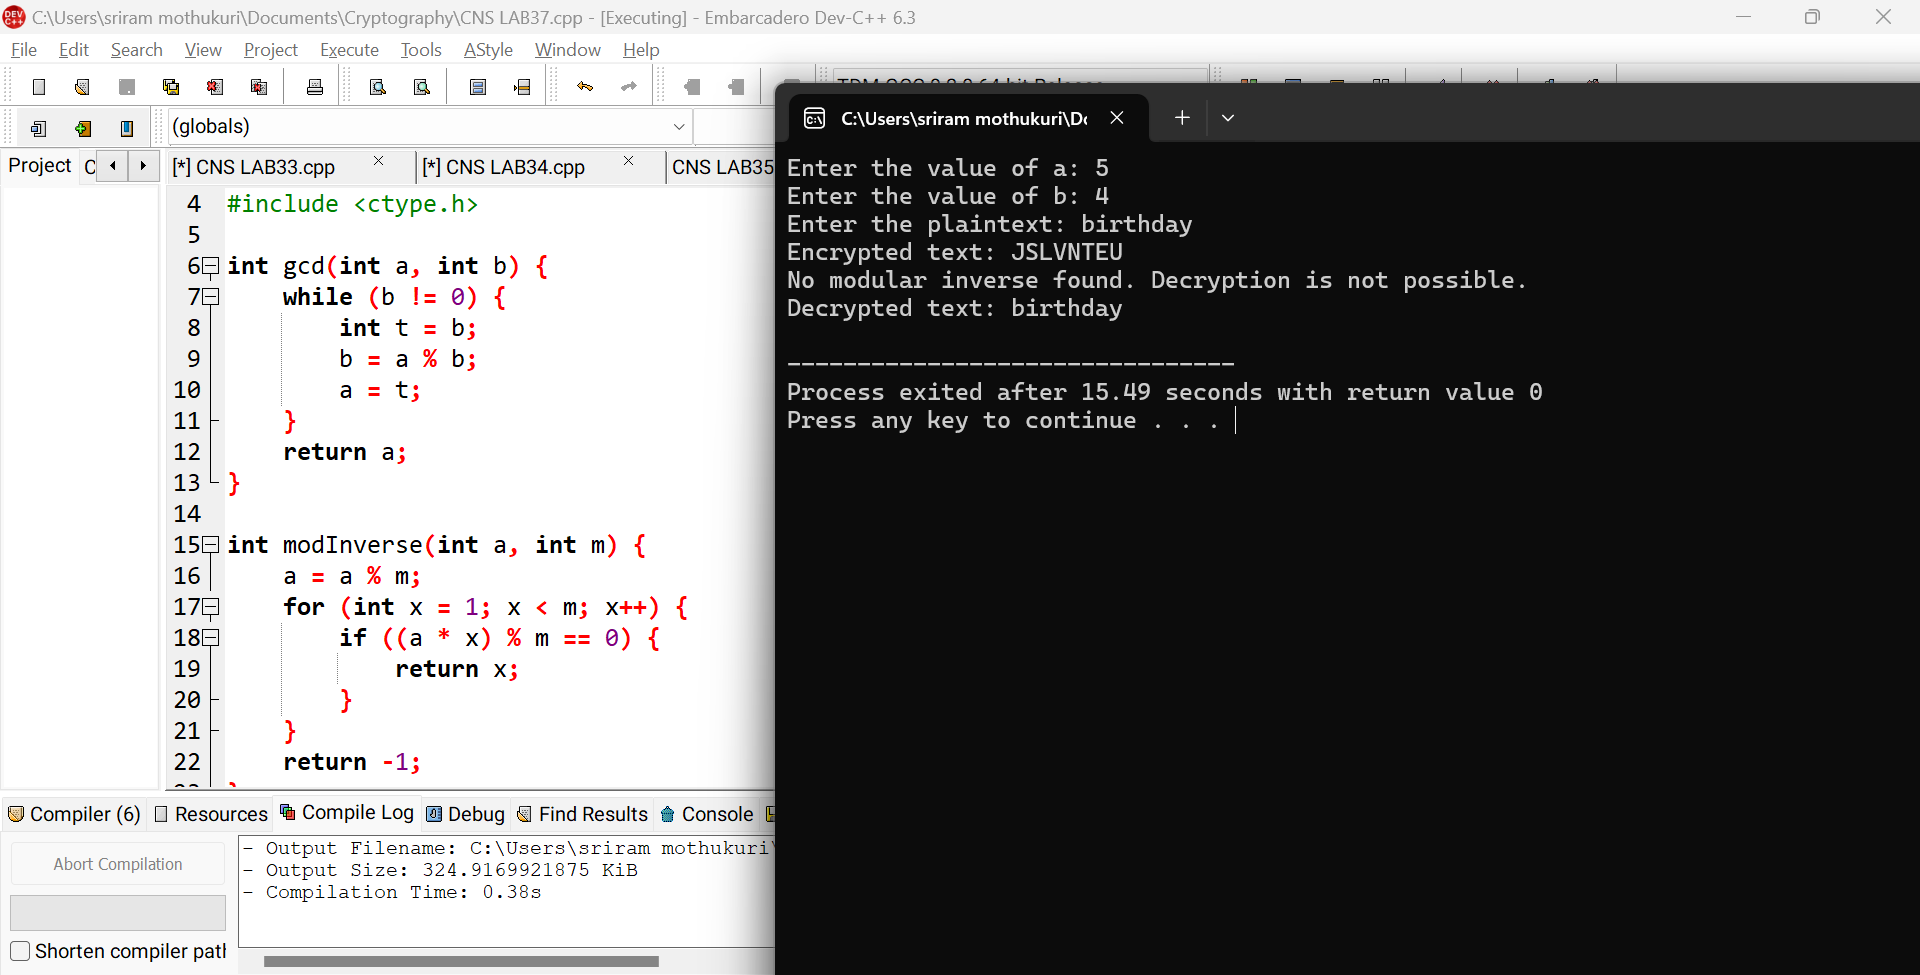 C:\Users\sriram mothukuri\Documents\Cryptography\CNS LAB37.cpp - [Executing] - Embarcadero Dev-C++ 6.3
File Edit Search View Project Execute Tools AStyle Window Help
(globals)
Project
[*] CNS LAB33.cpp
[*] CNS LAB34.cpp
CNS LAB35
4 #include <ctype.h>
5
6 int gcd(int a, int b) {
7 while (b != 0) {
8 int t = b;
9 b = a % b;
10 a = t;
11 }
12 return a;
13 }
14
15 int modInverse(int a, int m) {
16 a = a % m;
17 for (int x = 1; x < m; x++) {
18 if ((a * x) % m == 0) {
19 return x;
20 }
21 }
22 return -1;
Compiler (6) Resources Compile Log Debug Find Results Console
Abort Compilation
Shorten compiler path
- Output Filename: C:\Users\sriram mothukuri\
- Output Size: 324.9169921875 KiB
- Compilation Time: 0.38s
C:\Users\sriram mothukuri\Do
Enter the value of a: 5
Enter the value of b: 4
Enter the plaintext: birthday
Encrypted text: JSLVNTEU
No modular inverse found. Decryption is not possible.
Decrypted text: birthday
--------------------------------
Process exited after 15.49 seconds with return value 0
Press any key to continue . . .